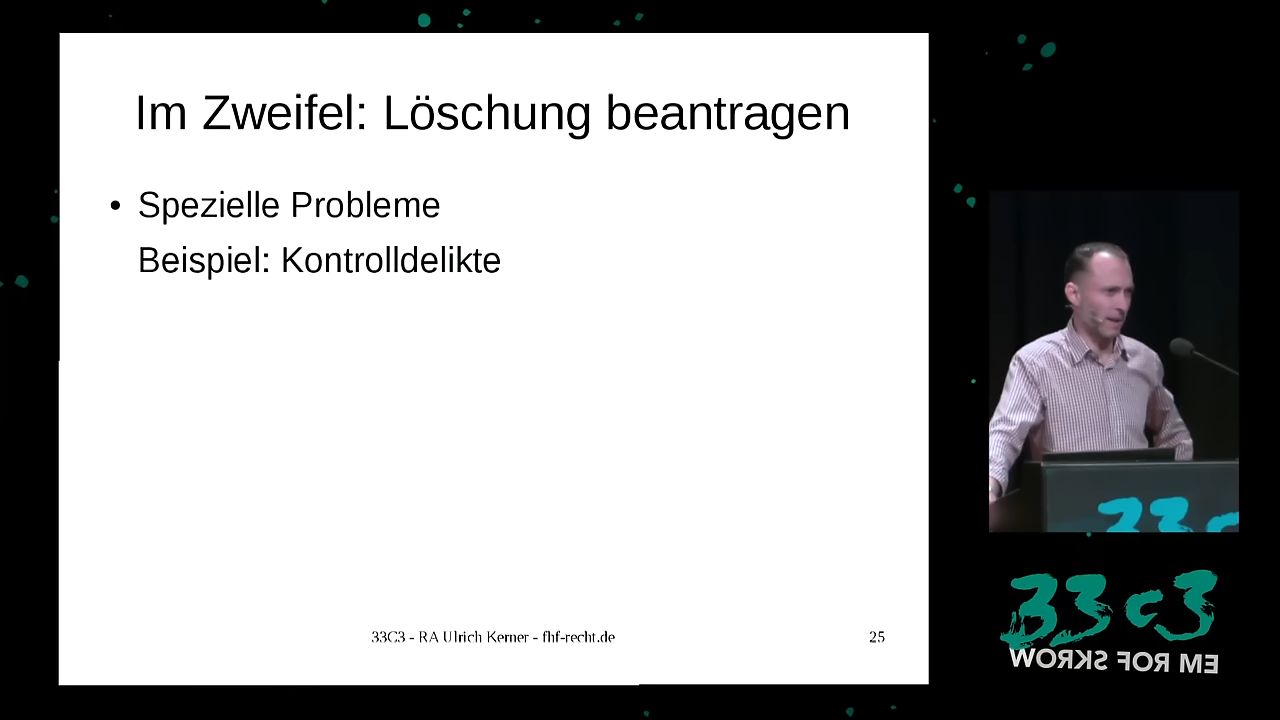 Im Zweifel: Löschung beantragen
• Spezielle Probleme
Beispiel: Kontrolldelikte
33C3 - RA Ulrich Kerner - fhf-recht.de
25
33c
33c3
WORKS FOR ME